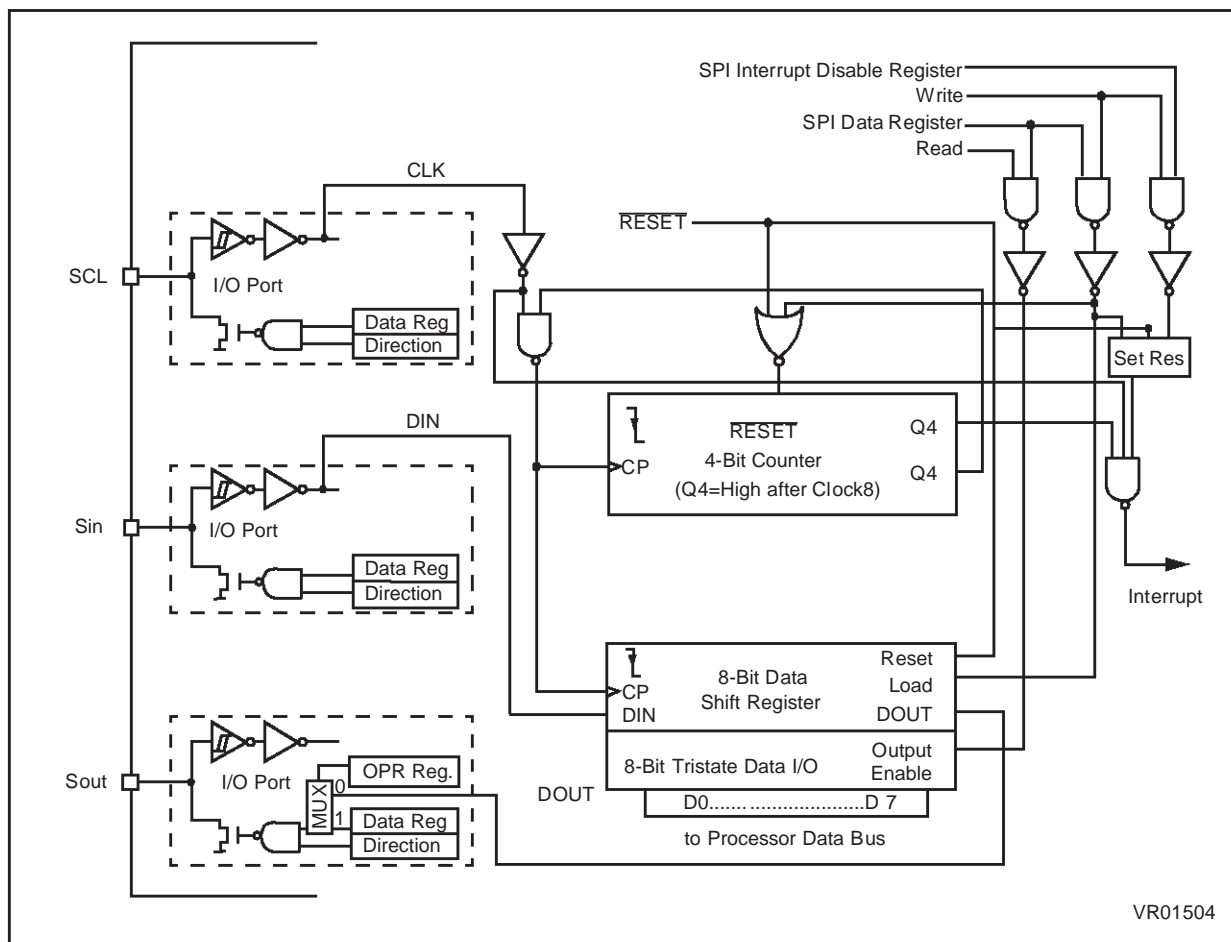 SPI Interrupt Disable Register
Write
SPI Data Register
Read
CLK
RESET
SCL
I/O Port
Data Reg
Direction
Set Res
DIN
RESET
Q4
4-Bit Counter
CP
Q4
(Q4=High after Clock8)
Sin
I/O Port
Data Reg
Direction
Interrupt
Reset
8-Bit Data
CP
Load
Shift Register
DIN
DOUT
Sout
I/O Port
OPR Reg.
MUX
0
1
Data Reg
Direction
DOUT
Output
8-Bit Tristate Data I/O
Enable
D0....... ......................D 7
to Processor Data Bus
VR01504